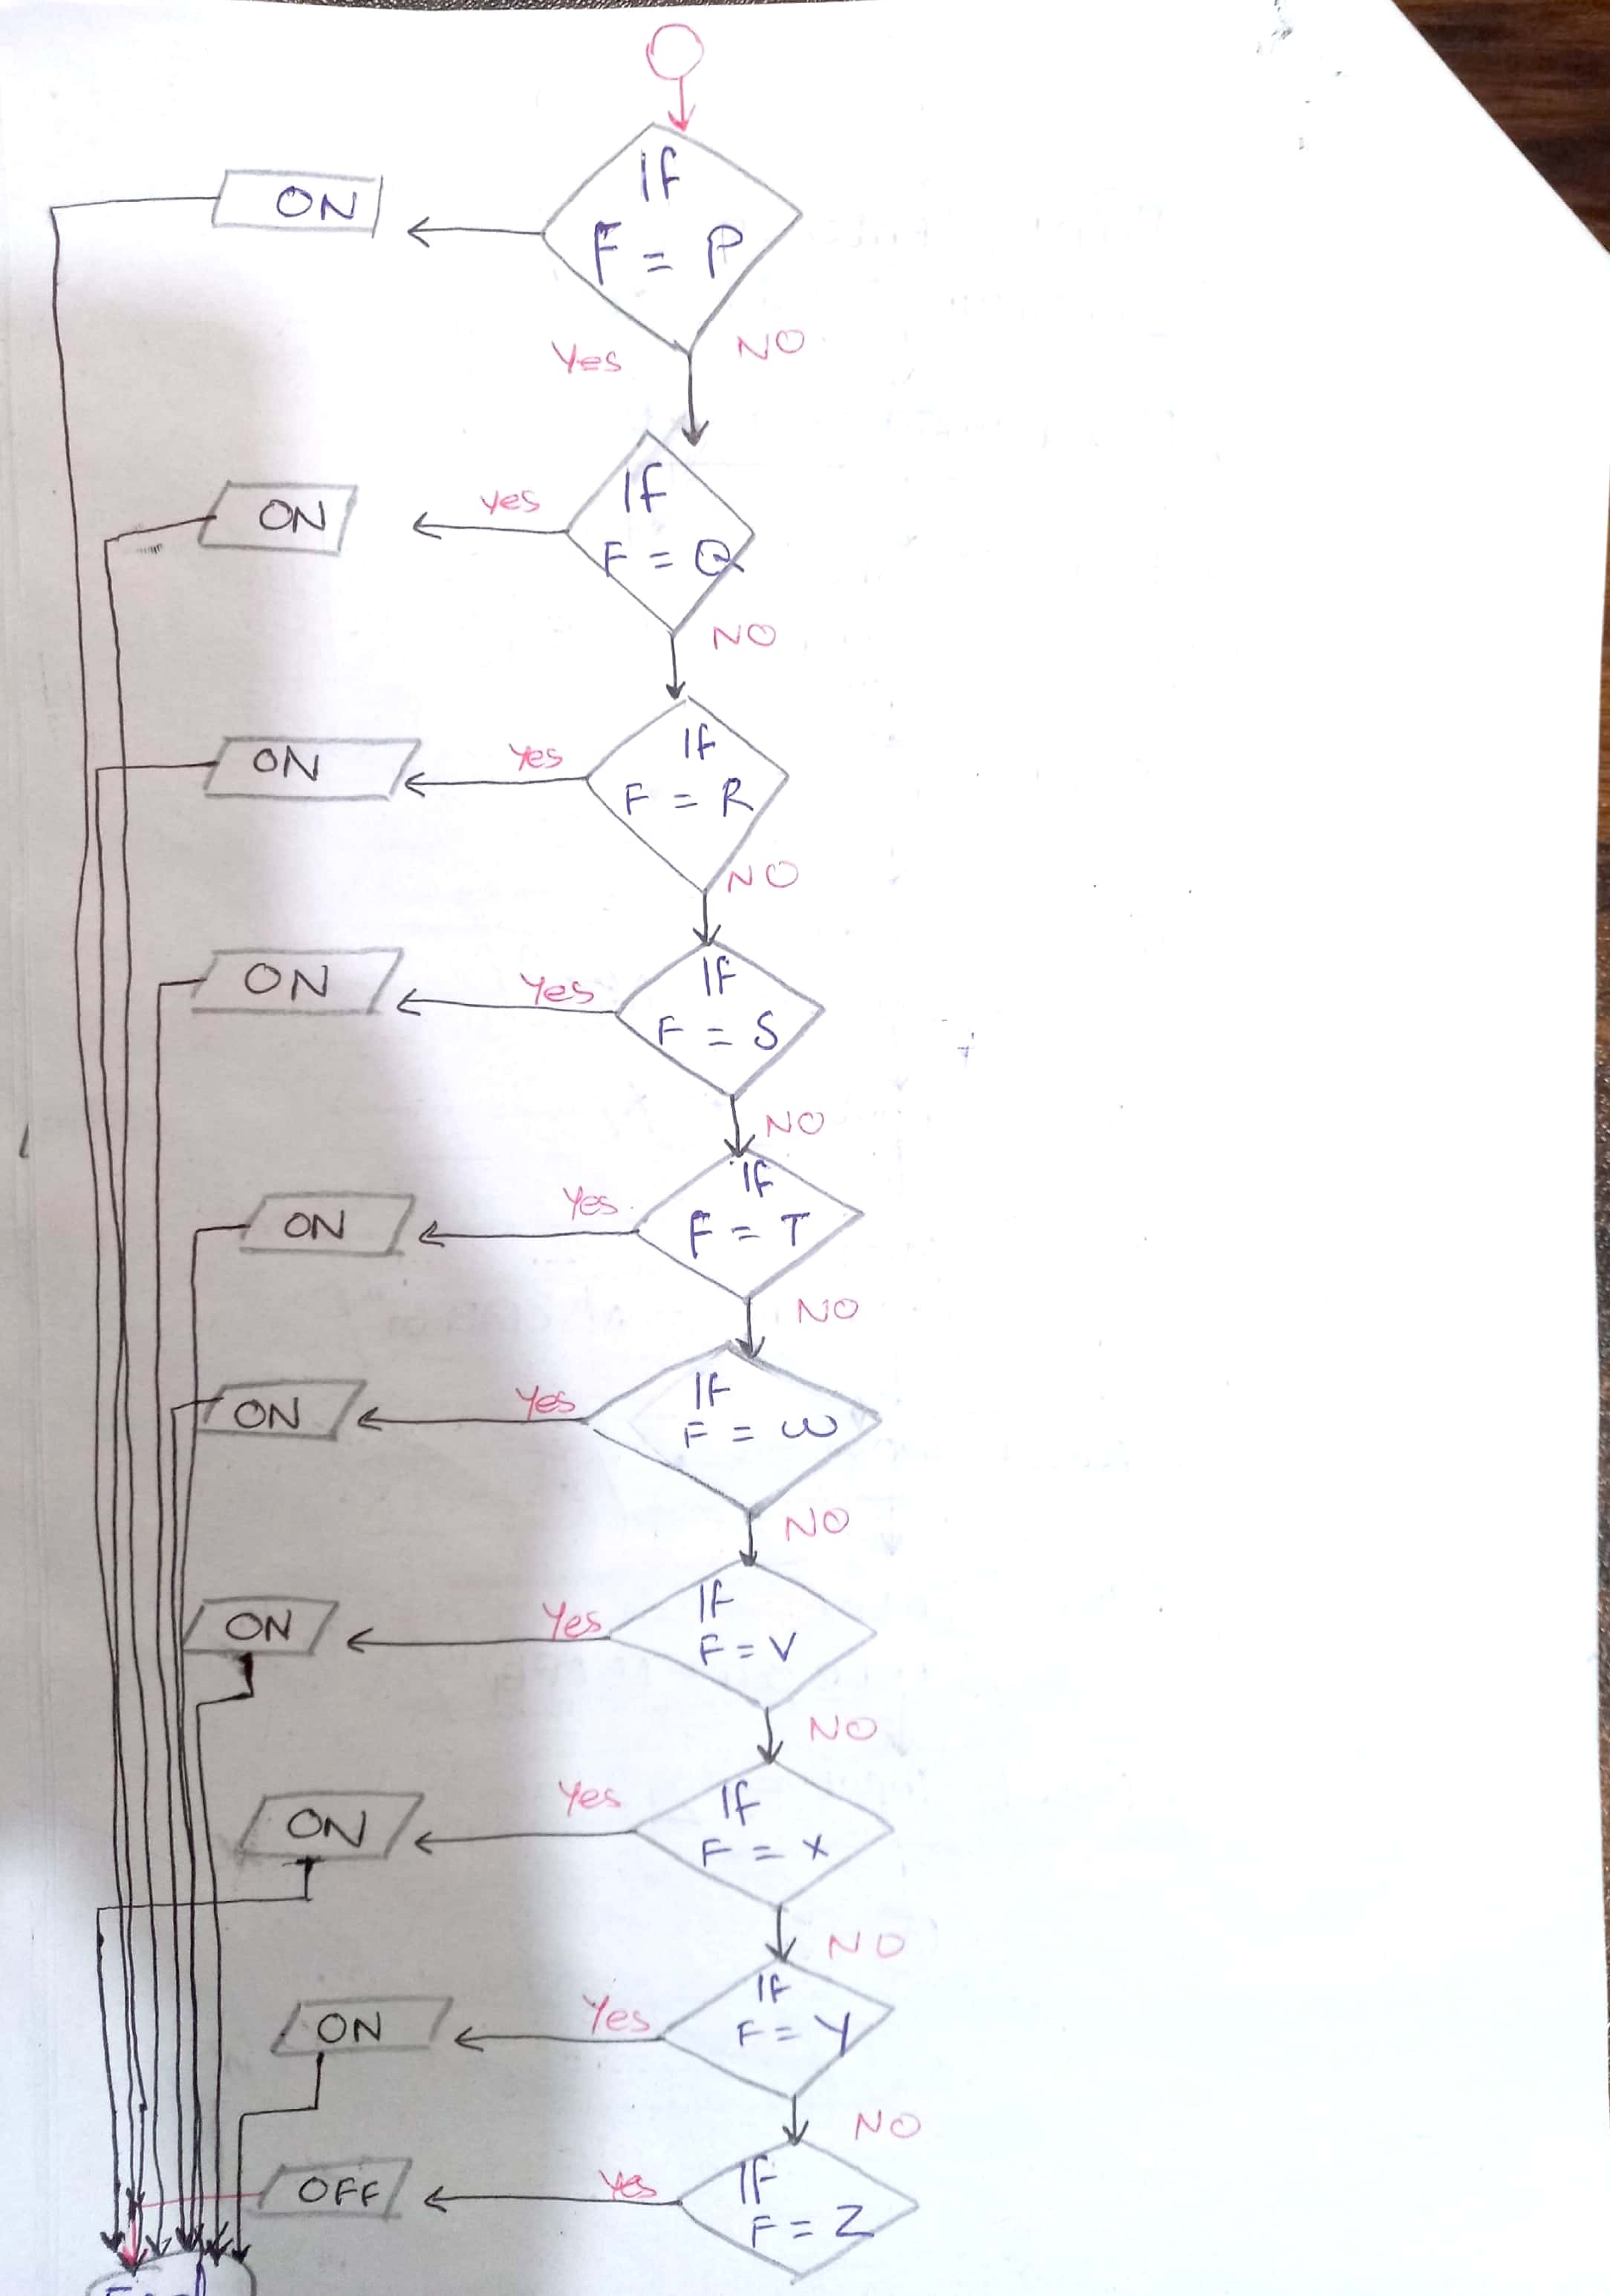 If
F = P
ON
Yes
NO
If
F = Q
yes
ON
NO
If
F = R
Yes
ON
NO
If
F = S
Yes
ON
NO
If
F = T
Yes
ON
NO
If
F = W
Yes
ON
NO
If
F = V
Yes
ON
NO
If
F = X
Yes
ON
NO
If
F = Y
Yes
ON
NO
If
F = Z
Yes
OFF
End